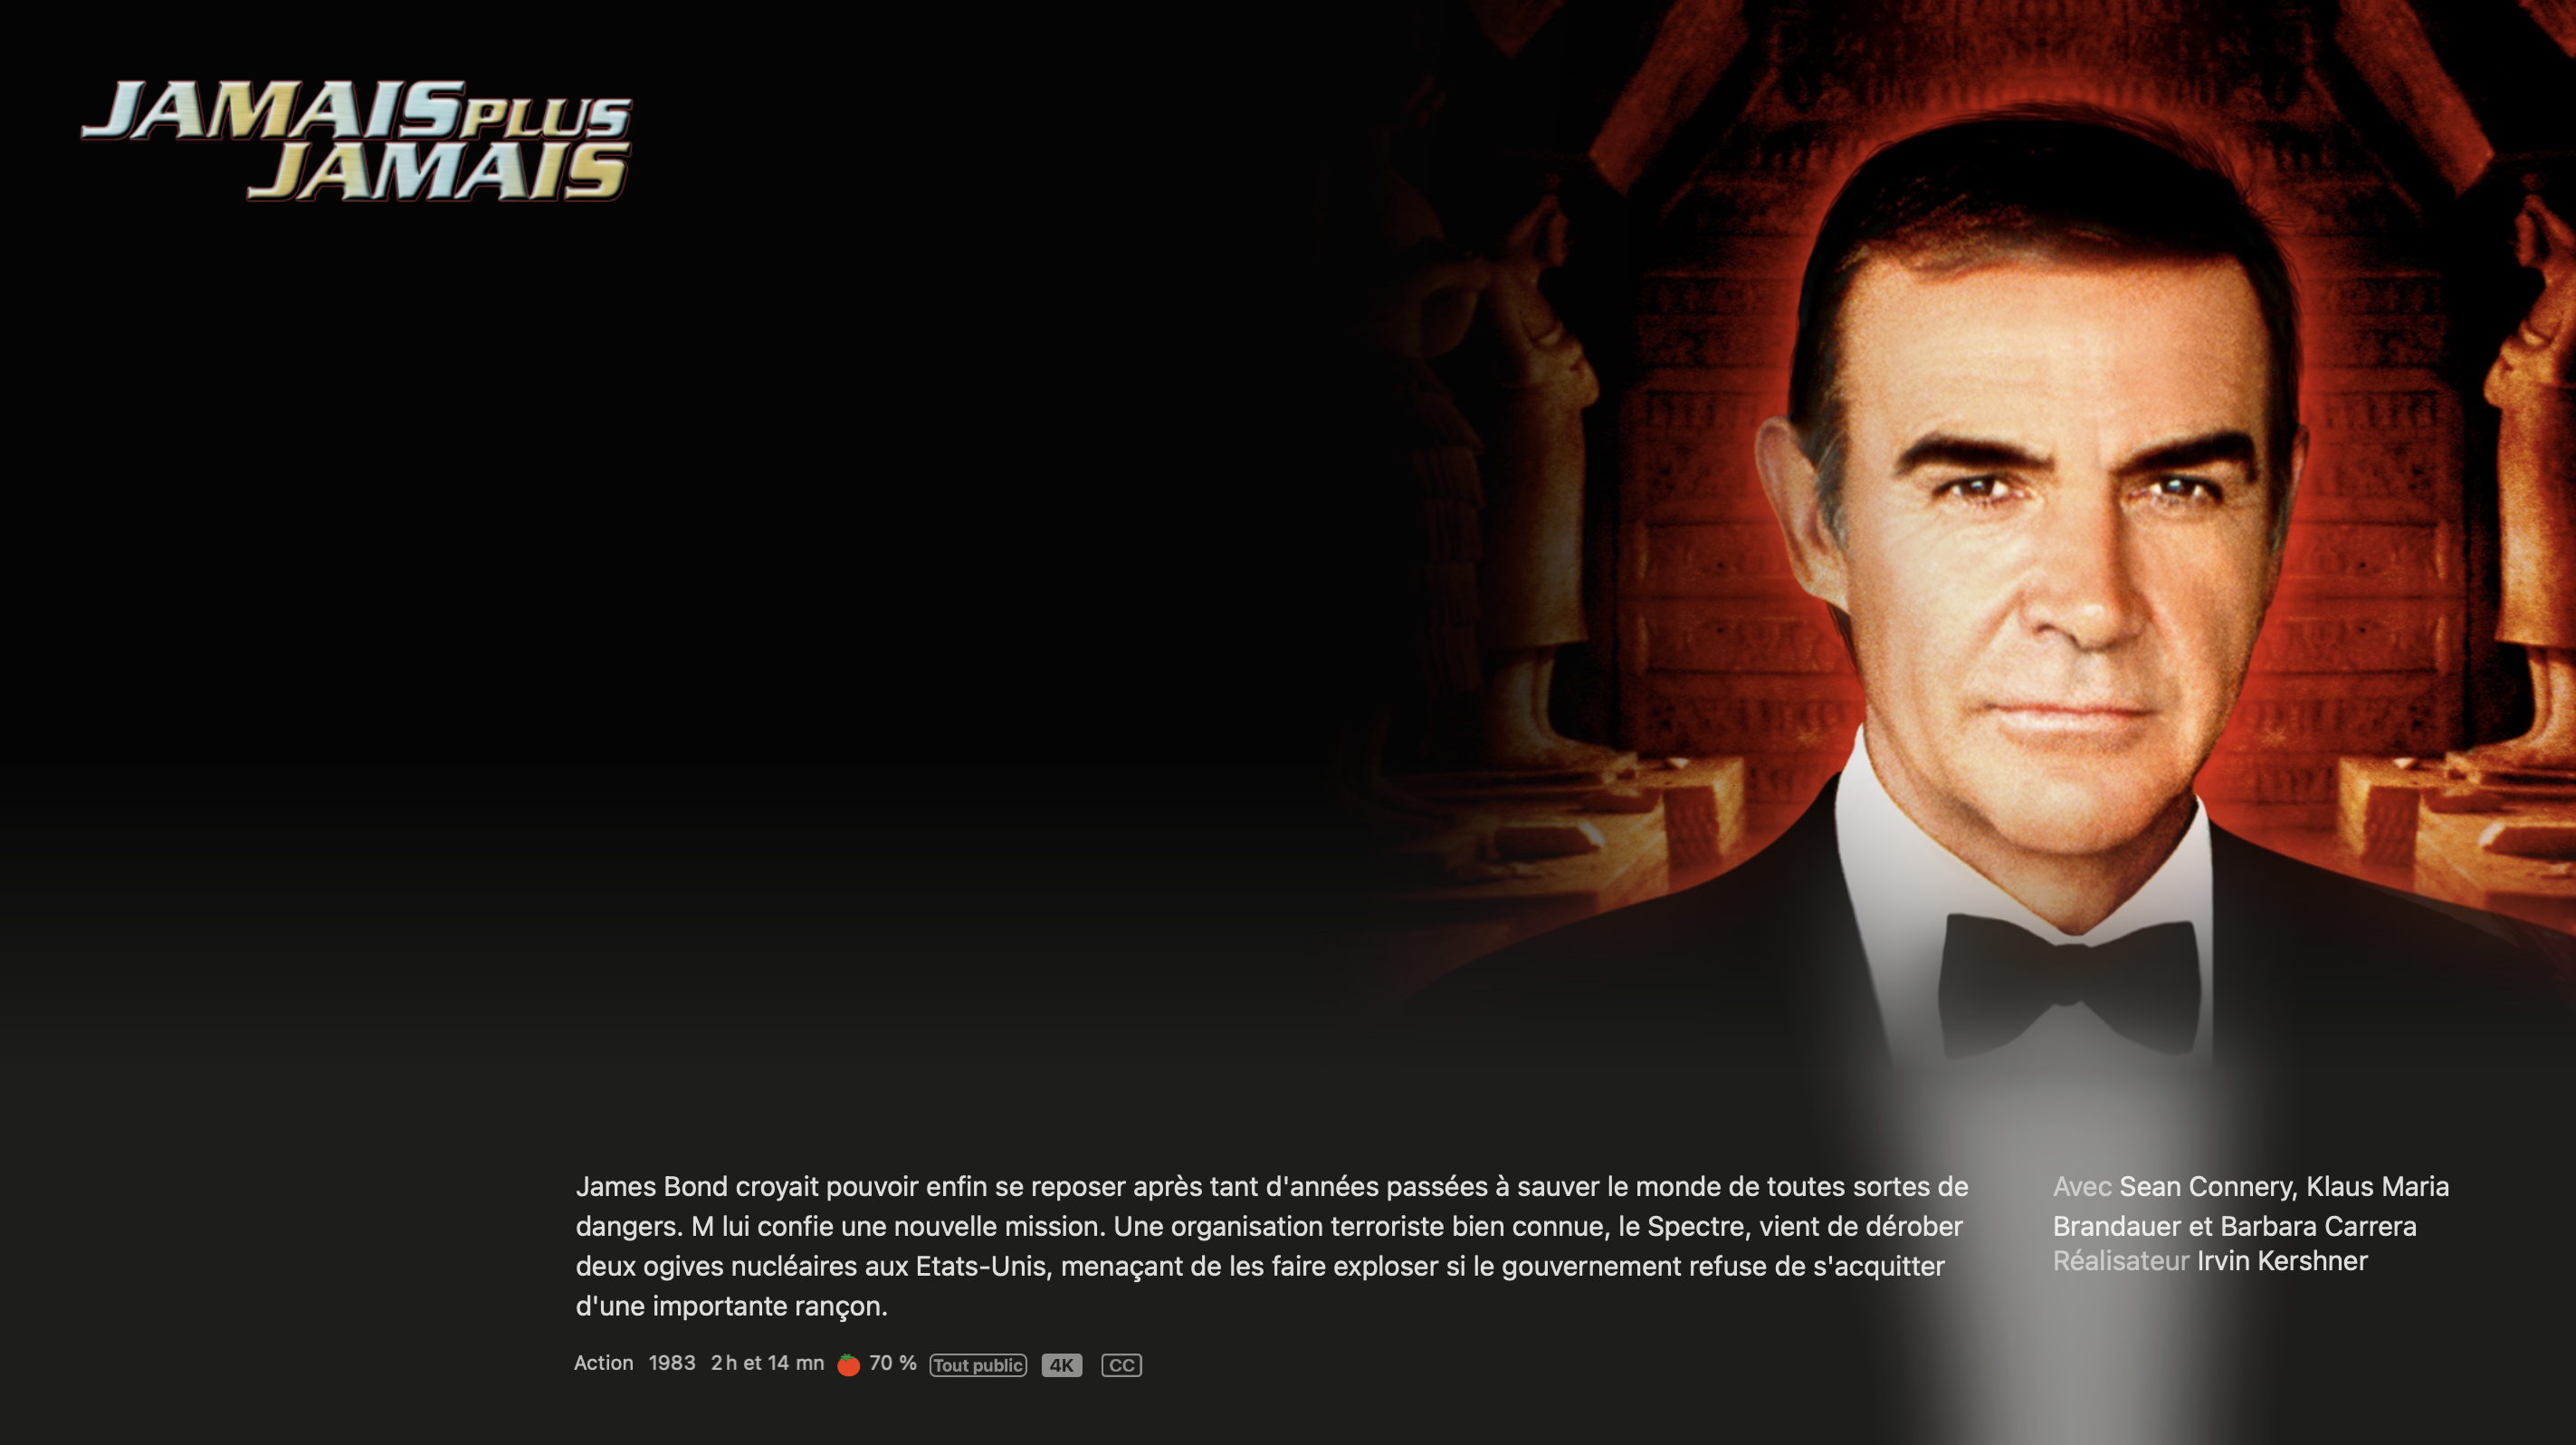 JAMAIS PLUS
JAMAIS
James Bond croyait pouvoir enfin se reposer après tant d'années passées à sauver le monde de toutes sortes de
dangers. M lui confie une nouvelle mission. Une organisation terroriste bien connue, le Spectre, vient de dérober
deux ogives nucléaires aux Etats-Unis, menaçant de les faire exploser si le gouvernement refuse de s'acquitter
d'une importante rançon.
Action 1983 2 h et 14 mn 70 % Tout public 4K CC
Avec Sean Connery, Klaus Maria
Brandauer et Barbara Carrera
Réalisateur Irvin Kershner